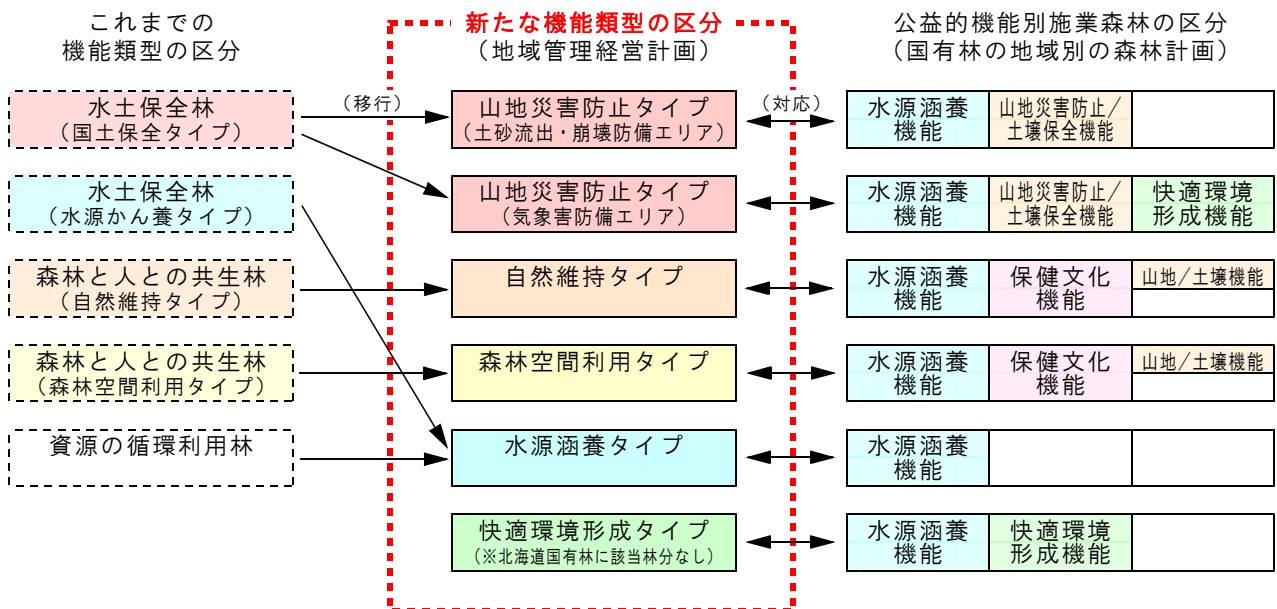 これまでの
機能類型の区分
新たな機能類型の区分
（地域管理経営計画）
公益的機能別施業森林の区分
（国有林の地域別の森林計画）
水土保全林
（国土保全タイプ）
（移行）
山地災害防止タイプ
（土砂流出・崩壊防備エリア）
（対応）
水源涵養
機能
山地災害防止/
土壌保全機能
水土保全林
（水源かん養タイプ）
山地災害防止タイプ
（気象害防備エリア）
水源涵養
機能
山地災害防止/
土壌保全機能
快適環境
形成機能
森林と人との共生林
（自然維持タイプ）
自然維持タイプ
水源涵養
機能
保健文化
機能
山地/土壌機能
森林と人との共生林
（森林空間利用タイプ）
森林空間利用タイプ
水源涵養
機能
保健文化
機能
山地/土壌機能
資源の循環利用林
水源涵養タイプ
水源涵養
機能
快適環境形成タイプ
（※北海道国有林に該当林分なし）
水源涵養
機能
快適環境
形成機能